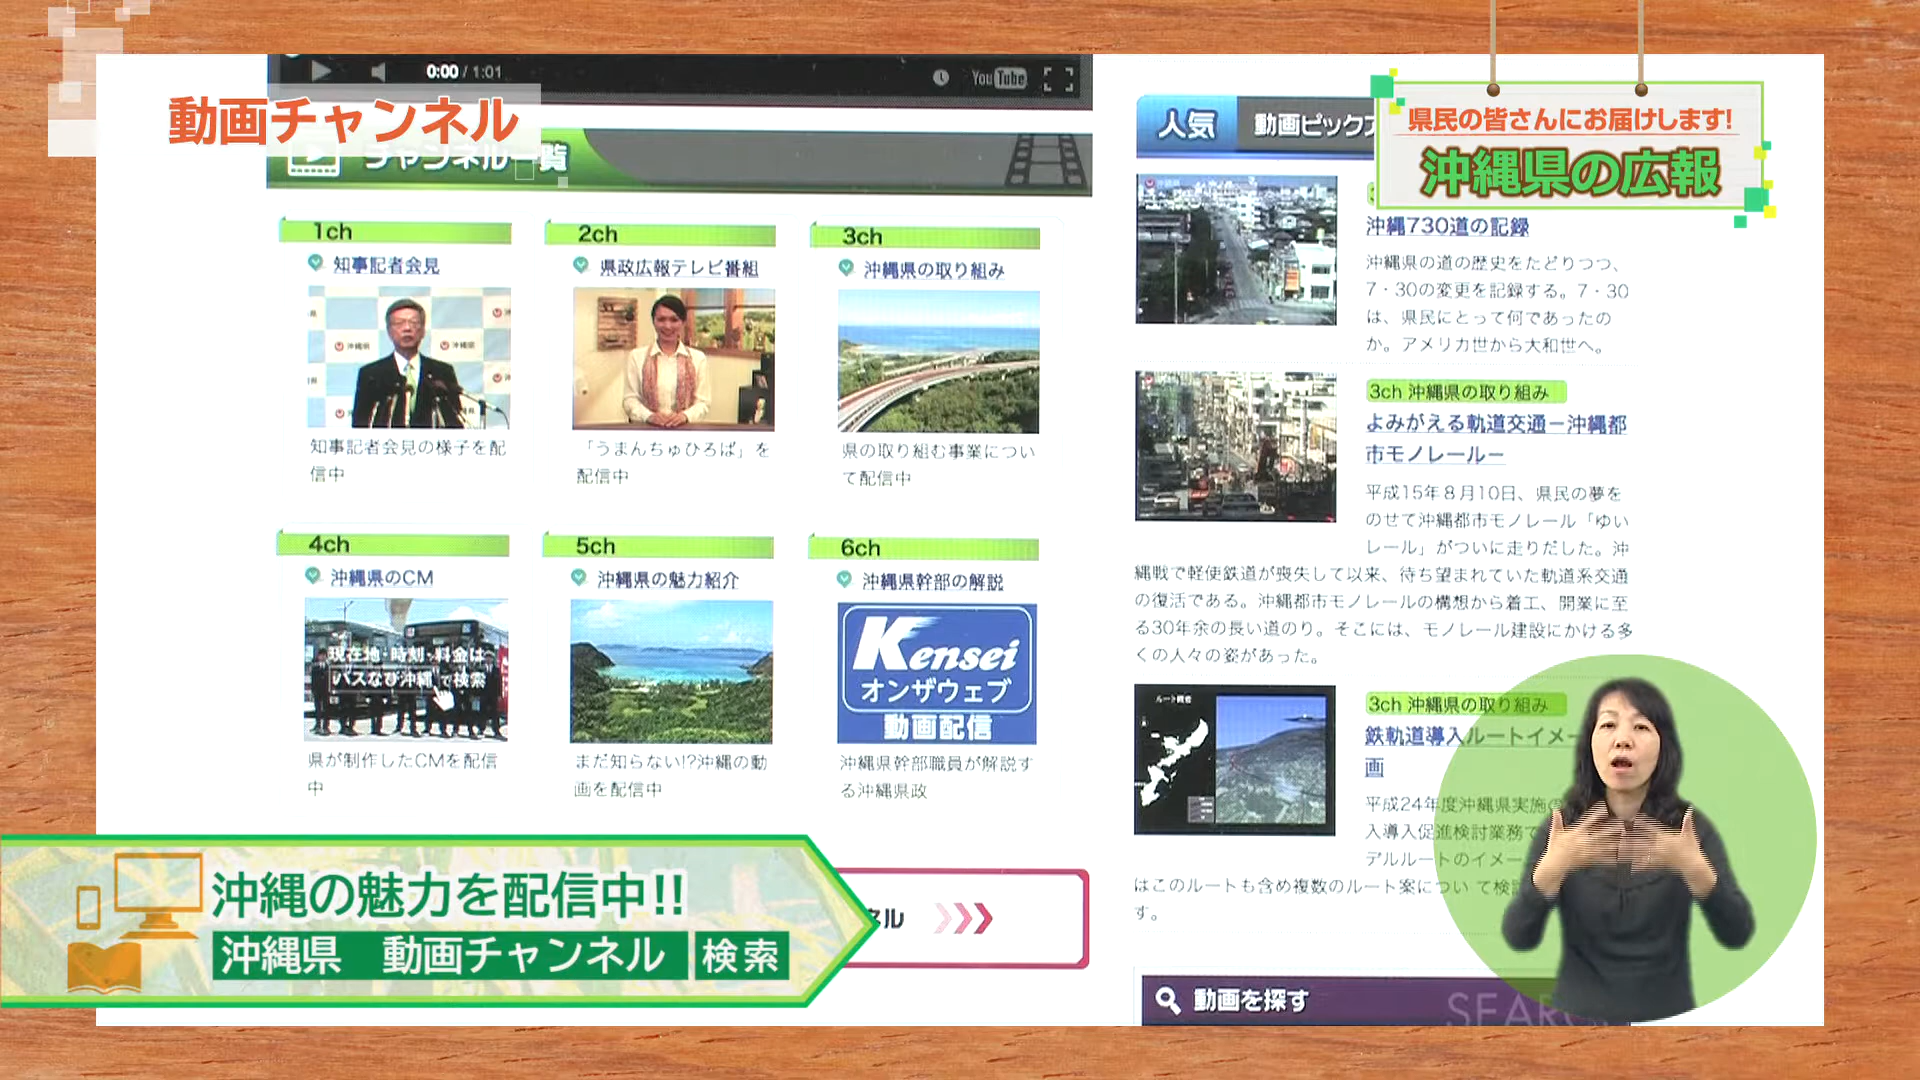 0:00 / 1:01
YouTube
動画チャンネル
チャンネル一覧
県民の皆さんにお届けします!
沖縄県の広報
人気
動画ピックア
1ch
知事記者会見
知事記者会見の様子を配
信中
2ch
県政広報テレビ番組
「うまんちゅひろば」を
配信中
3ch
沖縄県の取り組み
県の取り組む事業につい
て配信中
4ch
沖縄県のCM
現在地・時刻・料金は
バスなび沖縄で検索
県が制作したCMを配信
中
5ch
沖縄県の魅力紹介
まだ知らない!?沖縄の動
画を配信中
6ch
沖縄県幹部の解説
Kensei
オンザウェブ
動画配信
沖縄県幹部職員が解説す
る沖縄県政
沖縄730道の記録
沖縄県の道の歴史をたどりつつ、
7・30の変更を記録する。7・30
は、県民にとって何であったの
か。アメリカ世から大和世へ。
3ch 沖縄県の取り組み
よみがえる軌道交通－沖縄都
市モノレール－
平成15年8月10日、県民の夢を
のせて沖縄都市モノレール「ゆい
レール」がついに走りだした。沖
縄戦で軽便鉄道が喪失して以来、待ち望まれていた軌道系交通
の復活である。沖縄都市モノレールの構想から着工、開業に至
る30年余の長い道のり。そこには、モノレール建設にかける多
くの人々の姿があった。
3ch 沖縄県の取り組み
鉄軌道導入ルートイメー
画
平成24年度沖縄県実施の
入導入促進検討業務で
デルルートのイメー
はこのルートも含め複数のルート案につい て検
す。
ネル
動画を探す
SEARC
沖縄の魅力を配信中!!
沖縄県 動画チャンネル 検索